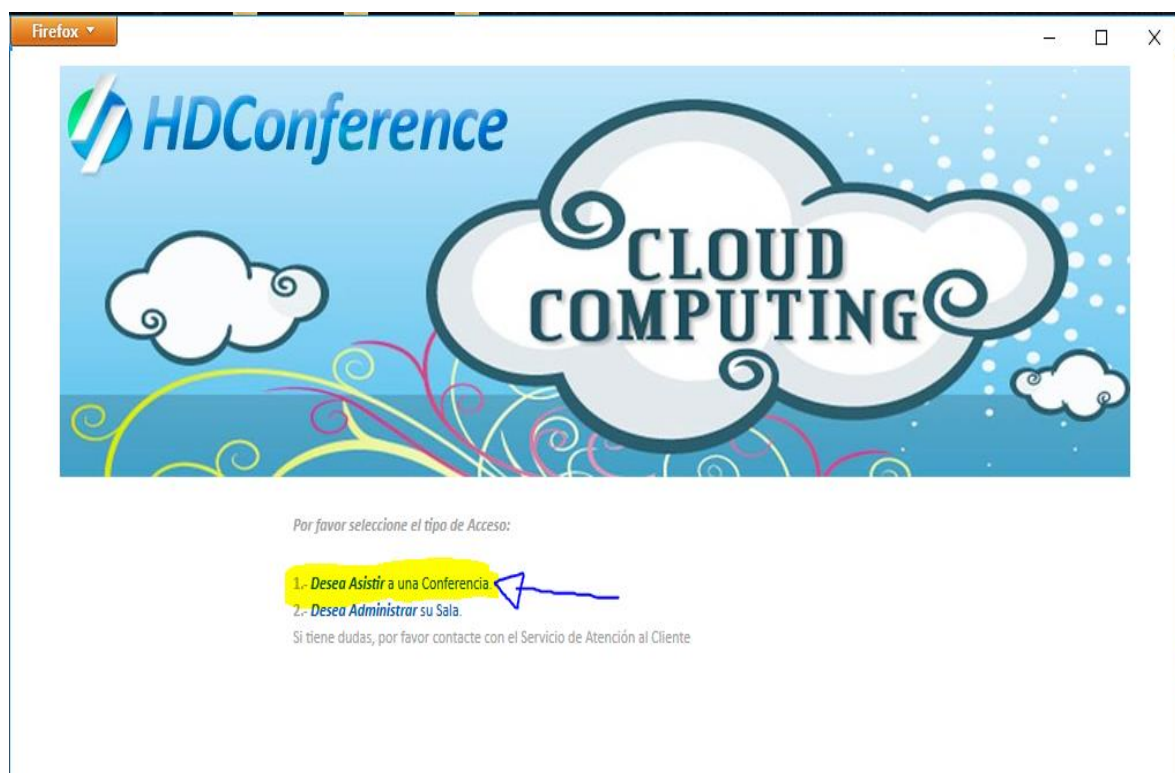 Firefox
HDConference
CLOUD
COMPUTING
Por favor seleccione el tipo de Acceso:
1.- Desea Asistir a una Conferencia.
2.- Desea Administrar su Sala.
Si tiene dudas, por favor contacte con el Servicio de Atención al Cliente